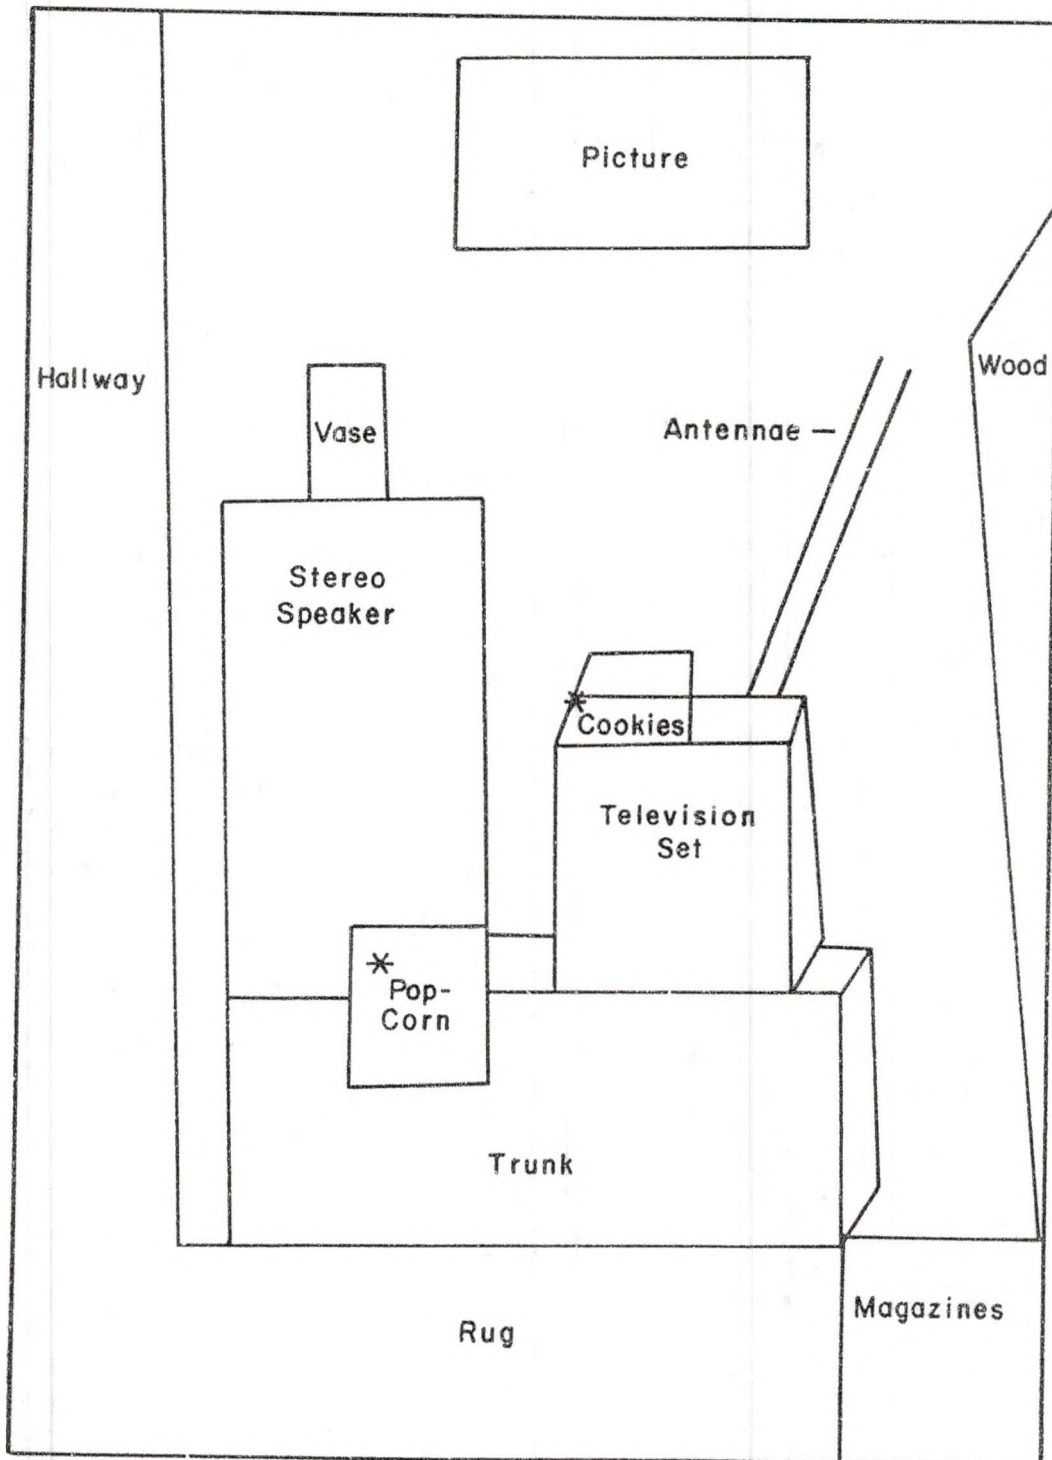 Picture
Hallway
Wood
Vase
Antennae
Stereo
Speaker
Cookies
Television
Set
Pop-
Corn
Trunk
Magazines
Rug